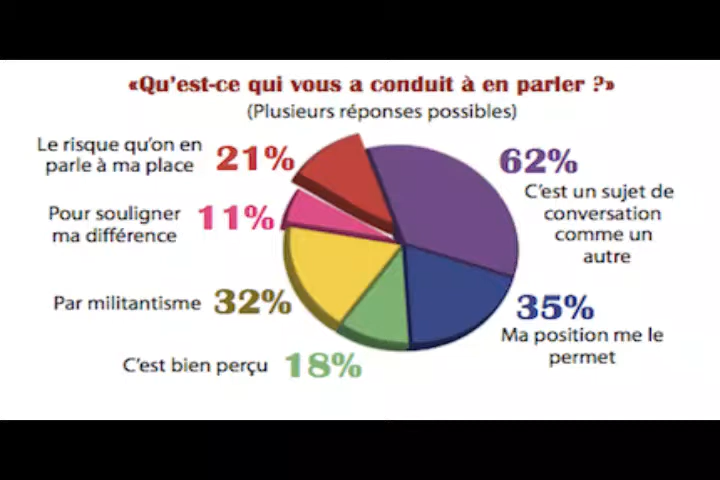 «Qu'est-ce qui vous a conduit à en parler ?»
(Plusieurs réponses possibles)
Le risque qu'on en
parle à ma place
21%
62%
C'est un sujet de
conversation
comme un
autre
Pour souligner
ma différence
11%
Par militantisme
32%
35%
Ma position me le
permet
C'est bien perçu
18%